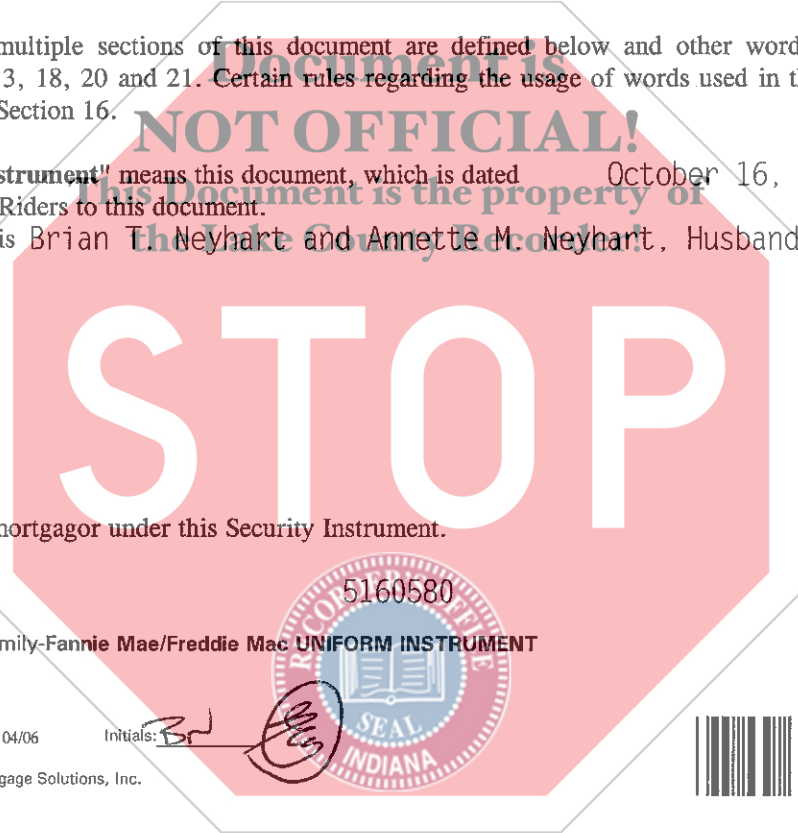 multiple sections of this document are defined below and other word
3, 18, 20 and 21. Certain rules regarding the usage of words used in t
Section 16.
Document is
NOT OFFICIAL!
This Document is the property of
the Lake County Recorder!
strument" means this document, which is dated October 16,
Riders to this document.
is Brian T. Neyhart and Annette M. Neyhart, Husband
STOP
mortgagor under this Security Instrument.
5160580
mily-Fannie Mae/Freddie Mac UNIFORM INSTRUMENT
RECORDER'S OFFICE
SEAL
INDIANA
04/06 Initials:
gage Solutions, Inc.